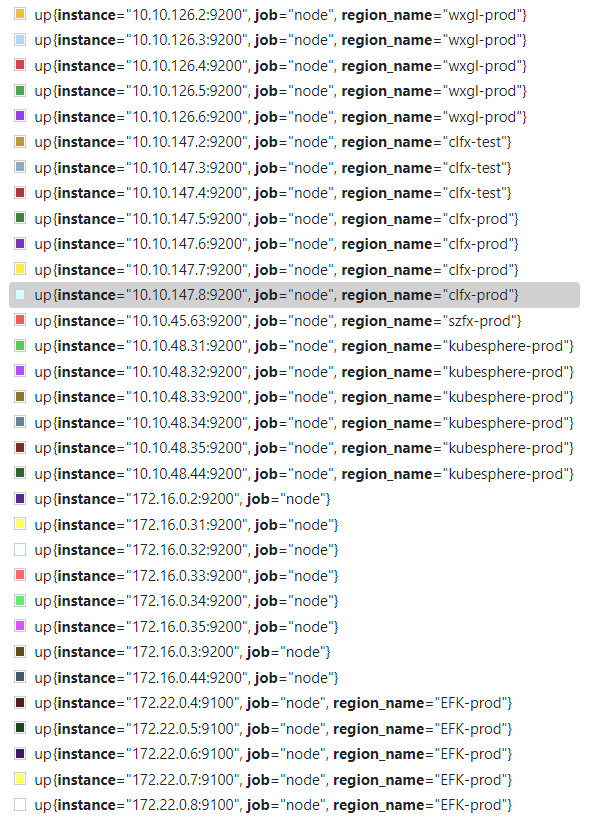 up{instance="10.10.126.2:9200", job="node", region_name="wxgl-prod"}
up{instance="10.10.126.3:9200", job="node", region_name="wxgl-prod"}
up{instance="10.10.126.4:9200", job="node", region_name="wxgl-prod"}
up{instance="10.10.126.5:9200", job="node", region_name="wxgl-prod"}
up{instance="10.10.126.6:9200", job="node", region_name="wxgl-prod"}
up{instance="10.10.147.2:9200", job="node", region_name="clfx-test"}
up{instance="10.10.147.3:9200", job="node", region_name="clfx-test"}
up{instance="10.10.147.4:9200", job="node", region_name="clfx-test"}
up{instance="10.10.147.5:9200", job="node", region_name="clfx-prod"}
up{instance="10.10.147.6:9200", job="node", region_name="clfx-prod"}
up{instance="10.10.147.7:9200", job="node", region_name="clfx-prod"}
up{instance="10.10.147.8:9200", job="node", region_name="clfx-prod"}
up{instance="10.10.45.63:9200", job="node", region_name="szfx-prod"}
up{instance="10.10.48.31:9200", job="node", region_name="kubesphere-prod"}
up{instance="10.10.48.32:9200", job="node", region_name="kubesphere-prod"}
up{instance="10.10.48.33:9200", job="node", region_name="kubesphere-prod"}
up{instance="10.10.48.34:9200", job="node", region_name="kubesphere-prod"}
up{instance="10.10.48.35:9200", job="node", region_name="kubesphere-prod"}
up{instance="10.10.48.44:9200", job="node", region_name="kubesphere-prod"}
up{instance="172.16.0.2:9200", job="node"}
up{instance="172.16.0.31:9200", job="node"}
up{instance="172.16.0.32:9200", job="node"}
up{instance="172.16.0.33:9200", job="node"}
up{instance="172.16.0.34:9200", job="node"}
up{instance="172.16.0.35:9200", job="node"}
up{instance="172.16.0.3:9200", job="node"}
up{instance="172.16.0.44:9200", job="node"}
up{instance="172.22.0.4:9100", job="node", region_name="EFK-prod"}
up{instance="172.22.0.5:9100", job="node", region_name="EFK-prod"}
up{instance="172.22.0.6:9100", job="node", region_name="EFK-prod"}
up{instance="172.22.0.7:9100", job="node", region_name="EFK-prod"}
up{instance="172.22.0.8:9100", job="node", region_name="EFK-prod"}